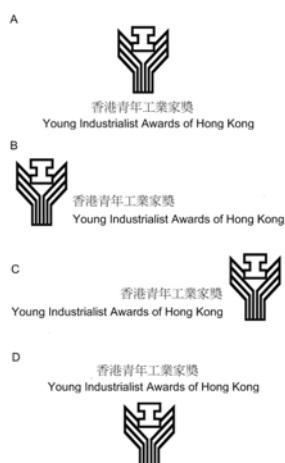 A
香港青年工業家獎
Young Industrialist Awards of Hong Kong
B
香港青年工業家獎
Young Industrialist Awards of Hong Kong
C
香港青年工業家獎
Young Industrialist Awards of Hong Kong
D
香港青年工業家獎
Young Industrialist Awards of Hong Kong